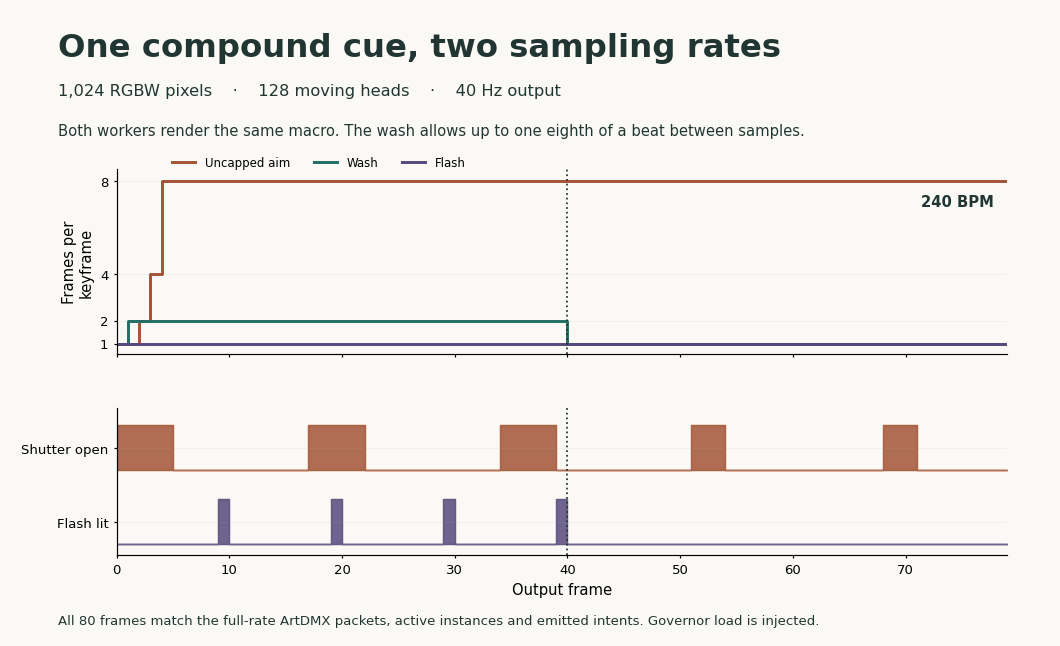 One compound cue, two sampling rates
1,024 RGBW pixels · 128 moving heads · 40 Hz output
Both workers render the same macro. The wash allows up to one eighth of a beat between samples.
Uncapped aim Wash Flash
240 BPM
Frames per
keyframe
8
4
2
1
Shutter open
Flash lit
0 10 20 30 40 50 60 70
Output frame
All 80 frames match the full-rate ArtDMX packets, active instances and emitted intents. Governor load is injected.